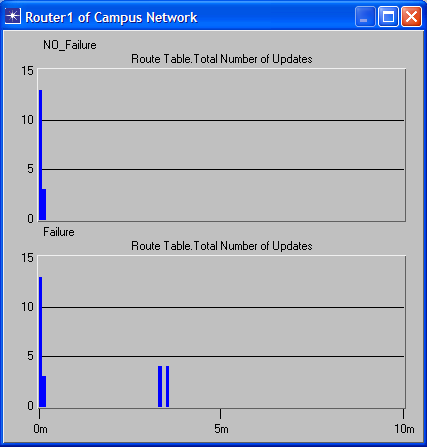 Router1 of Campus Network
NO_Failure
Route Table.Total Number of Updates
15
10
5
0
Failure
Route Table.Total Number of Updates
15
10
5
0
0m 5m 10m